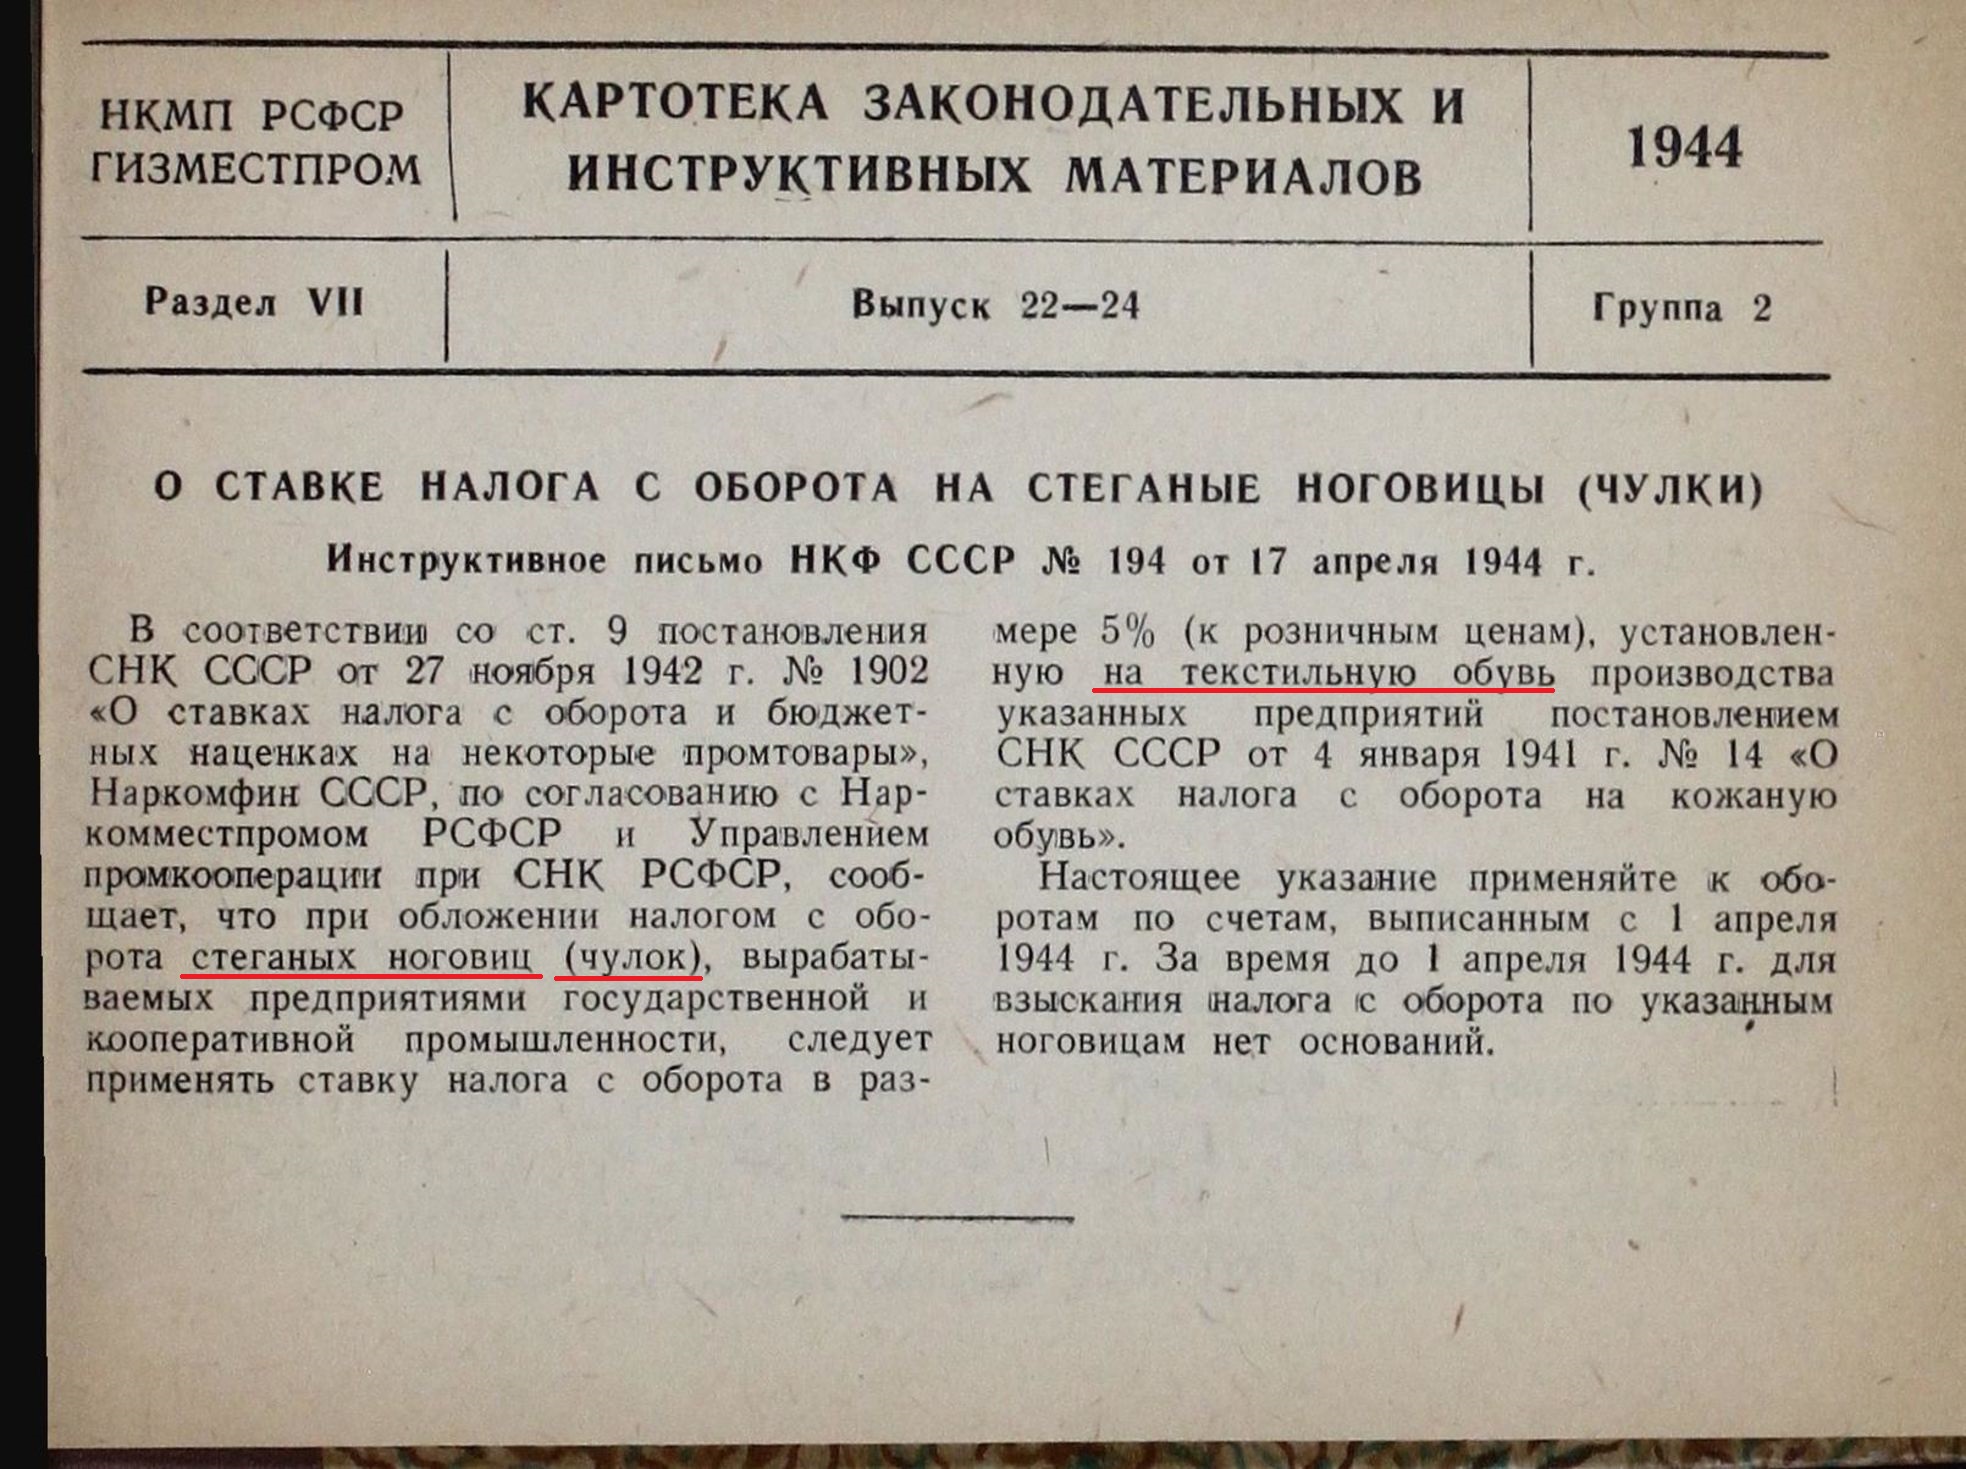 НКМП РСФСР
ГИЗМЕСТПРОМ
КАРТОТЕКА ЗАКОНОДАТЕЛЬНЫХ И
ИНСТРУКТИВНЫХ МАТЕРИАЛОВ
1944
Раздел VII
Выпуск 22—24
Группа 2
О СТАВКЕ НАЛОГА С ОБОРОТА НА СТЕГАНЫЕ НОГОВИЦЫ (ЧУЛКИ)
Инструктивное письмо НКФ СССР № 194 от 17 апреля 1944 г.
В соответствии со ст. 9 постановления
СНК СССР от 27 ноября 1942 г. № 1902
«О ставках налога с оборота и бюджет-
ных наценках на некоторые промтовары»,
Наркомфин СССР, по согласованию с Нар-
комместпромом РСФСР и Управлением
промкооперации при СНК РСФСР, сооб-
щает, что при обложении налогом с обо-
рота стеганых ноговиц (чулок), вырабаты-
ваемых предприятиями государственной и
кооперативной промышленности, следует
применять ставку налога с оборота в раз-
мере 5% (к розничным ценам), установлен-
ную на текстильную обувь производства
указанных предприятий постановлением
СНК СССР от 4 января 1941 г. № 14 «О
ставках налога с оборота на кожаную
обувь».
Настоящее указание применяйте к обо-
ротам по счетам, выписанным с 1 апреля
1944 г. За время до 1 апреля 1944 г. для
взыскания налога с оборота по указанным
ноговицам нет оснований.